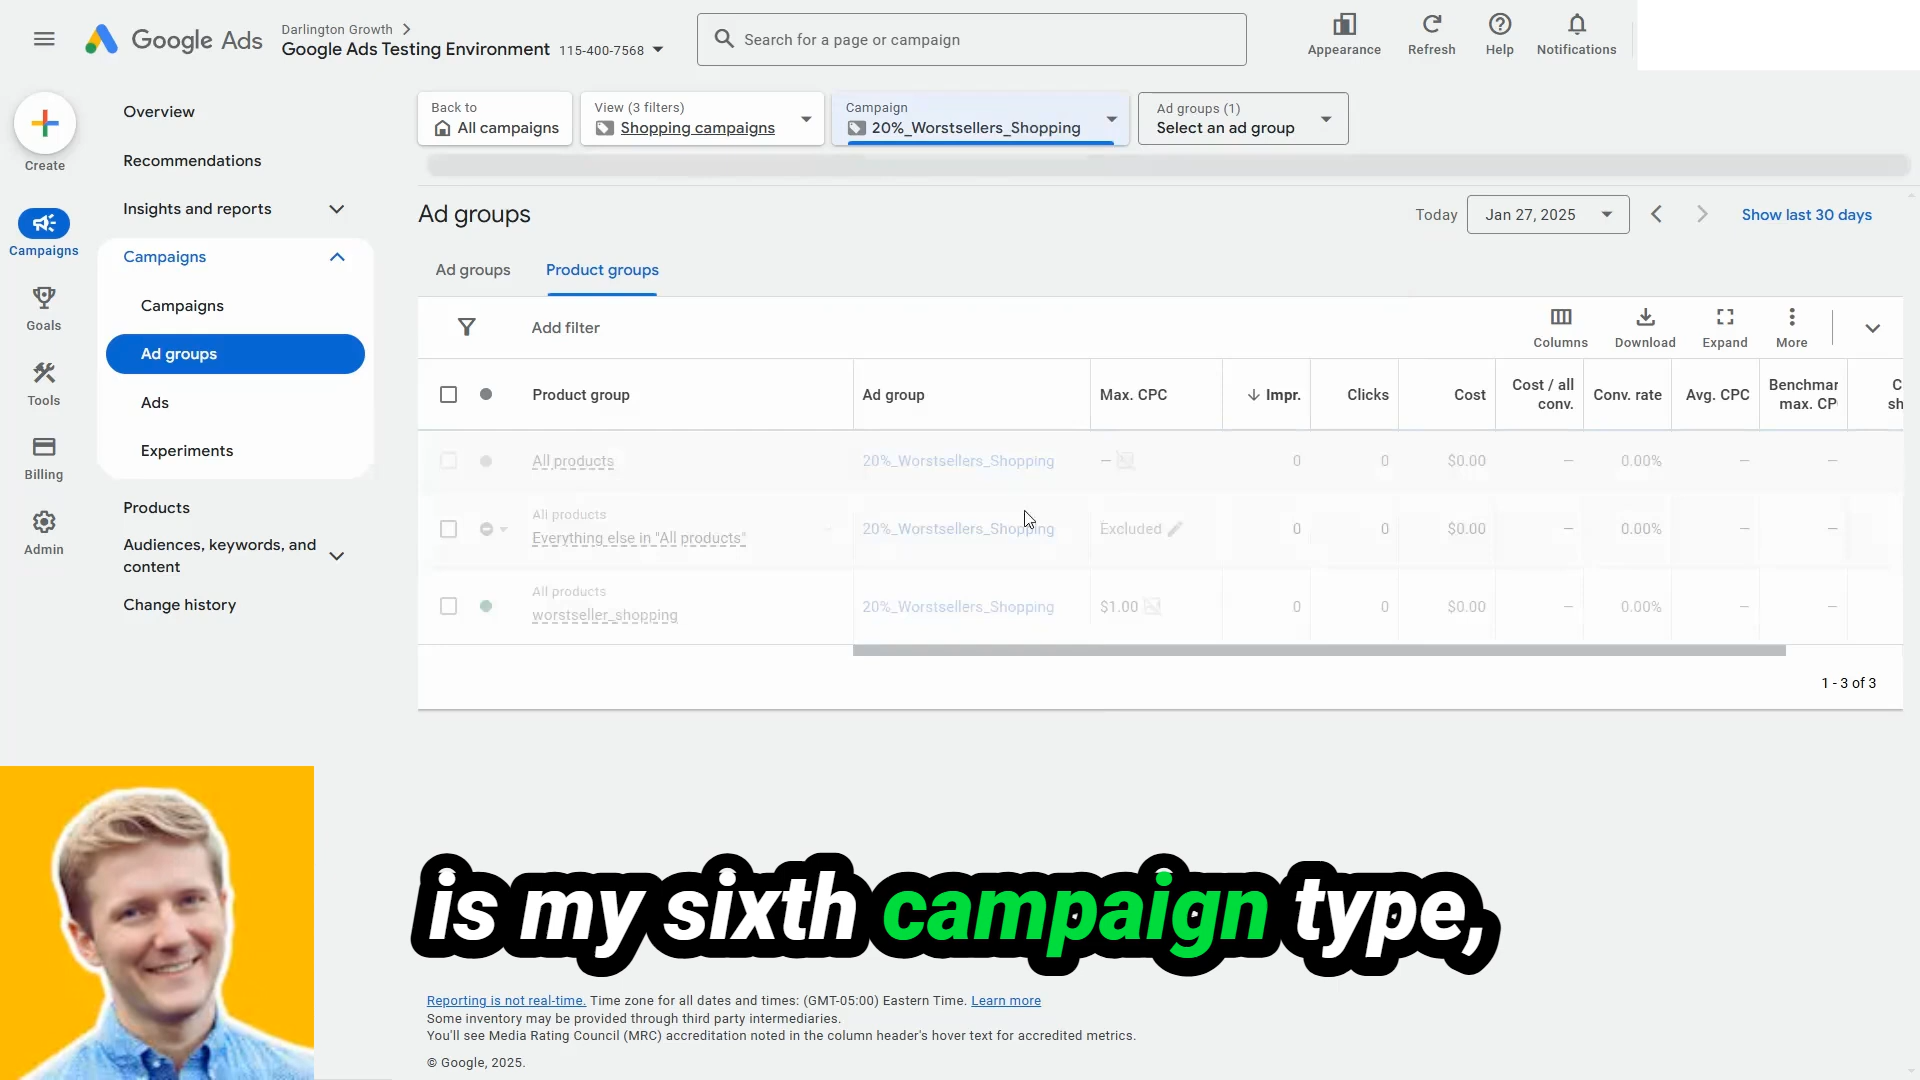 Google Ads
Darlington Growth
Google Ads Testing Environment 115-400-7568
Search for a page or campaign
Appearance
Refresh
Help
Notifications
Create
Campaigns
Goals
Tools
Billing
Admin
Overview
Recommendations
Insights and reports
Campaigns
Campaigns
Ad groups
Ads
Experiments
Products
Audiences, keywords, and
content
Change history
Back to
All campaigns
View (3 filters)
Shopping campaigns
Campaign
20%_Worstsellers_Shopping
Ad groups (1)
Select an ad group
Ad groups
Today Jan 27, 2025 Show last 30 days
Ad groups Product groups
Add filter
Columns Download Expand More
Product group Ad group Max. CPC Impr. Clicks Cost Cost / all conv. Conv. rate Avg. CPC Benchmar max. CP C sh
All products 20%_Worstsellers_Shopping — 0 0 $0.00 — 0.00% — —
All products
Everything else in "All products" 20%_Worstsellers_Shopping Excluded 0 0 $0.00 — 0.00% — —
All products
worstseller_shopping 20%_Worstsellers_Shopping $1.00 0 0 $0.00 — 0.00% — —
1 - 3 of 3
is my sixth campaign type,
Reporting is not real-time. Time zone for all dates and times: (GMT-05:00) Eastern Time. Learn more
Some inventory may be provided through third party intermediaries.
You'll see Media Rating Council (MRC) accreditation noted in the column header's hover text for accredited metrics.
© Google, 2025.